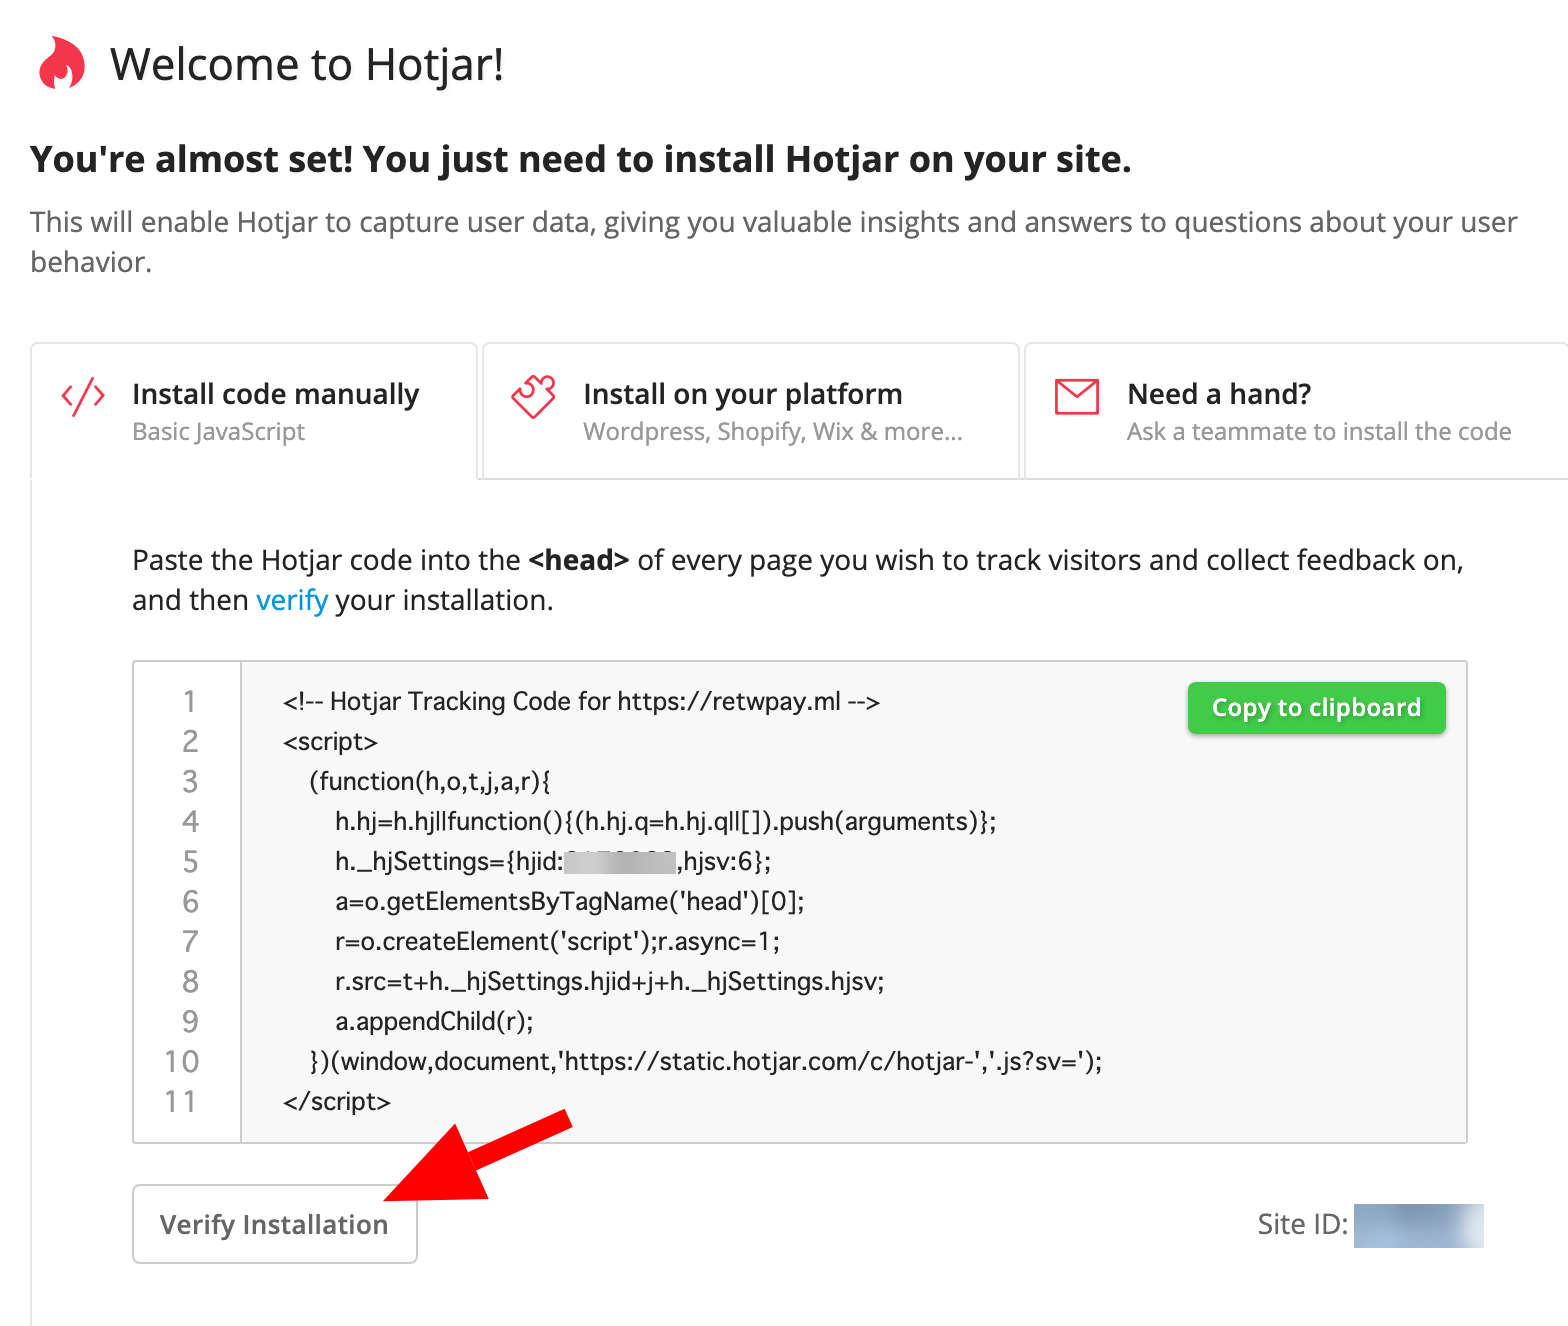 Welcome to Hotjar!
You're almost set! You just need to install Hotjar on your site.
This will enable Hotjar to capture user data, giving you valuable insights and answers to questions about your user
behavior.
Install code manually
Basic JavaScript
Install on your platform
Wordpress, Shopify, Wix & more...
Need a hand?
Ask a teammate to install the code
Paste the Hotjar code into the <head> of every page you wish to track visitors and collect feedback on,
and then verify your installation.
Copy to clipboard
1 <!-- Hotjar Tracking Code for https://retwpay.ml -->
2 <script>
3 (function(h,o,t,j,a,r){
4 h.hj=h.hj||function(){(h.hj.q=h.hj.q||[]).push(arguments)};
5 h._hjSettings={hjid: ,hjsv:6};
6 a=o.getElementsByTagName('head')[0];
7 r=o.createElement('script');r.async=1;
8 r.src=t+h._hjSettings.hjid+j+h._hjSettings.hjsv;
9 a.appendChild(r);
10 })(window,document,'https://static.hotjar.com/c/hotjar-','.js?sv=');
11 </script>
Verify Installation
Site ID: